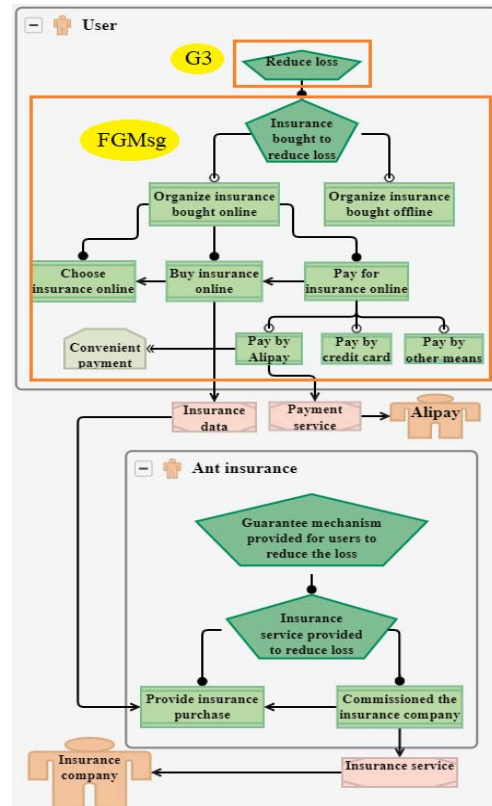 User
G3
Reduce loss
FGMsg
Insurance
bought to
reduce loss
Organize insurance
bought online
Organize insurance
bought offline
Choose
insurance online
Buy insurance
online
Pay for
insurance online
Convenient
payment
Pay by
Alipay
Pay by
credit card
Pay by
other means
Insurance
data
Payment
service
Alipay
Ant insurance
Guarantee mechanism
provided for users to
reduce the loss
Insurance
service provided
to reduce loss
Provide insurance
purchase
Commissioned the
insurance company
Insurance
company
Insurance service